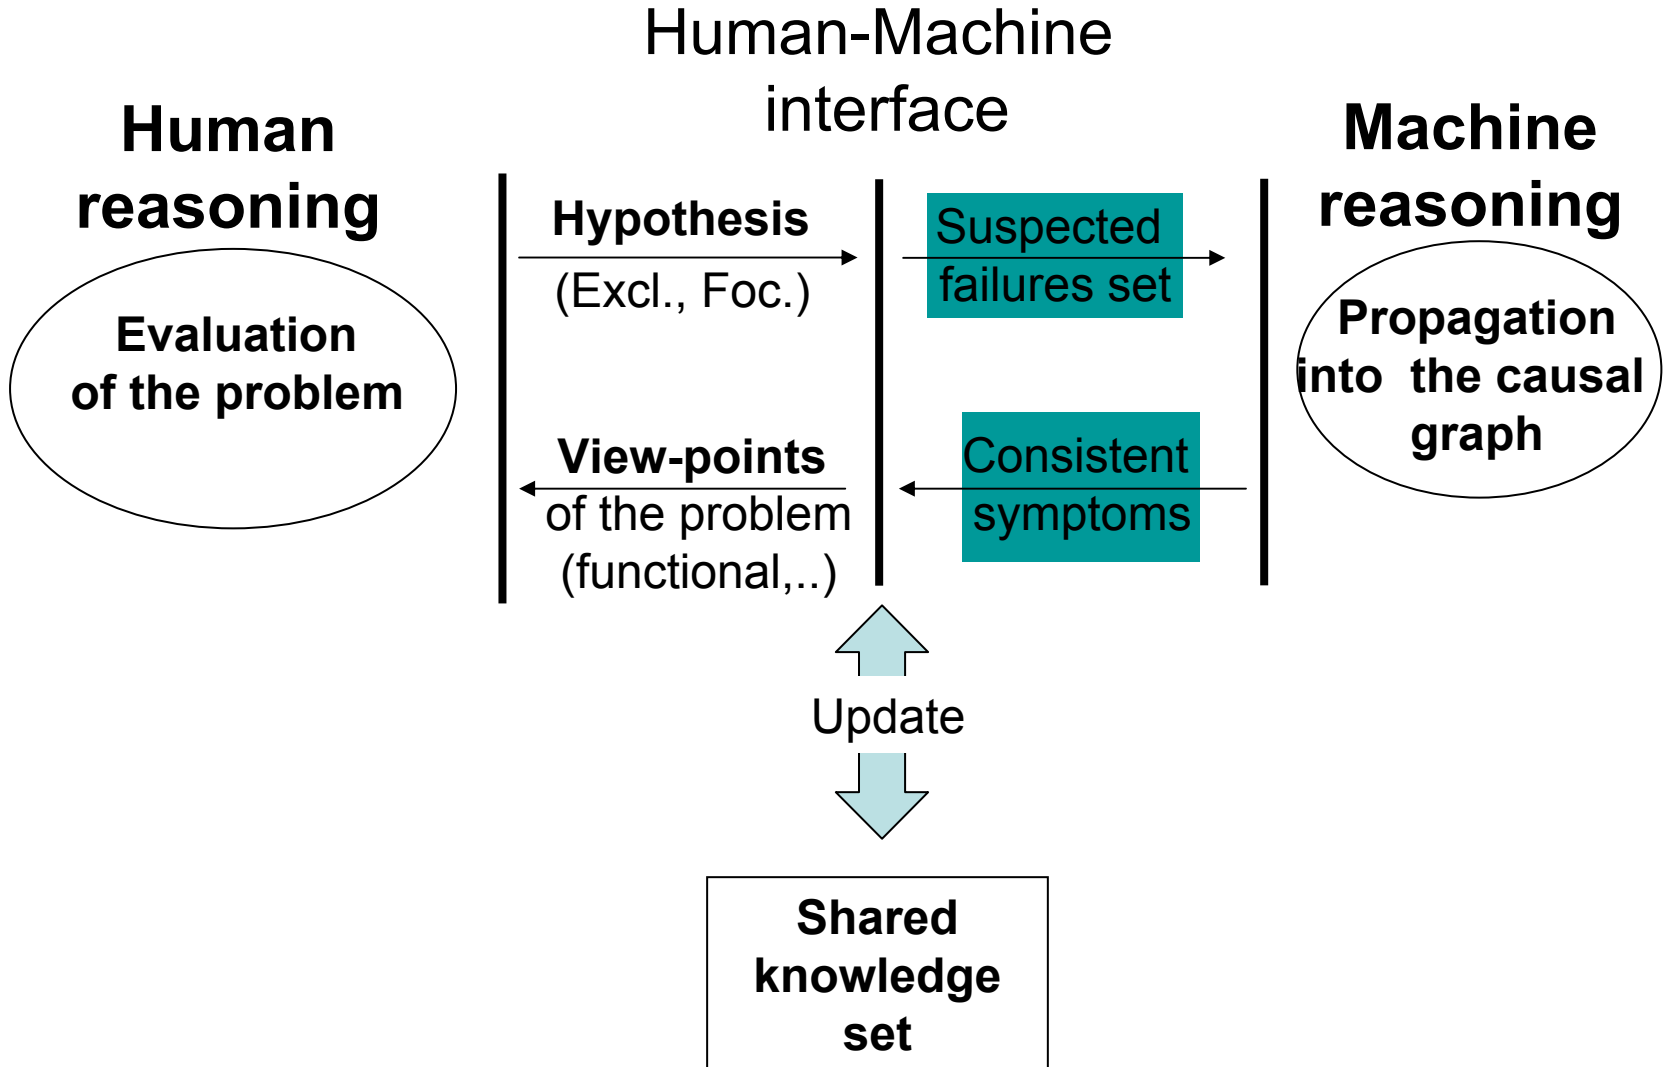 Human-Machine
interface
Human
reasoning
Machine
reasoning
Evaluation
of the problem
Hypothesis
(Excl., Foc.)
View-points
of the problem
(functional,..)
Suspected
failures set
Consistent
symptoms
Propagation
into the causal
graph
Update
Shared
knowledge
set